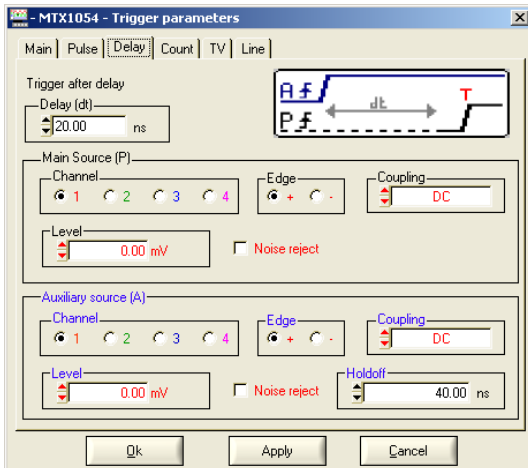 - MTX1054 - Trigger parameters
Main Pulse Delay Count TV Line
Trigger after delay
Delay (dt)
20.00 ns
A dt T
P
Main Source (P)
Channel Edge Coupling
1 2 3 4 + - DC
Level
0.00 mV Noise reject
Auxiliary source (A)
Channel Edge Coupling
1 2 3 4 + - DC
Level Holdoff
0.00 mV Noise reject 40.00 ns
Ok Apply Cancel